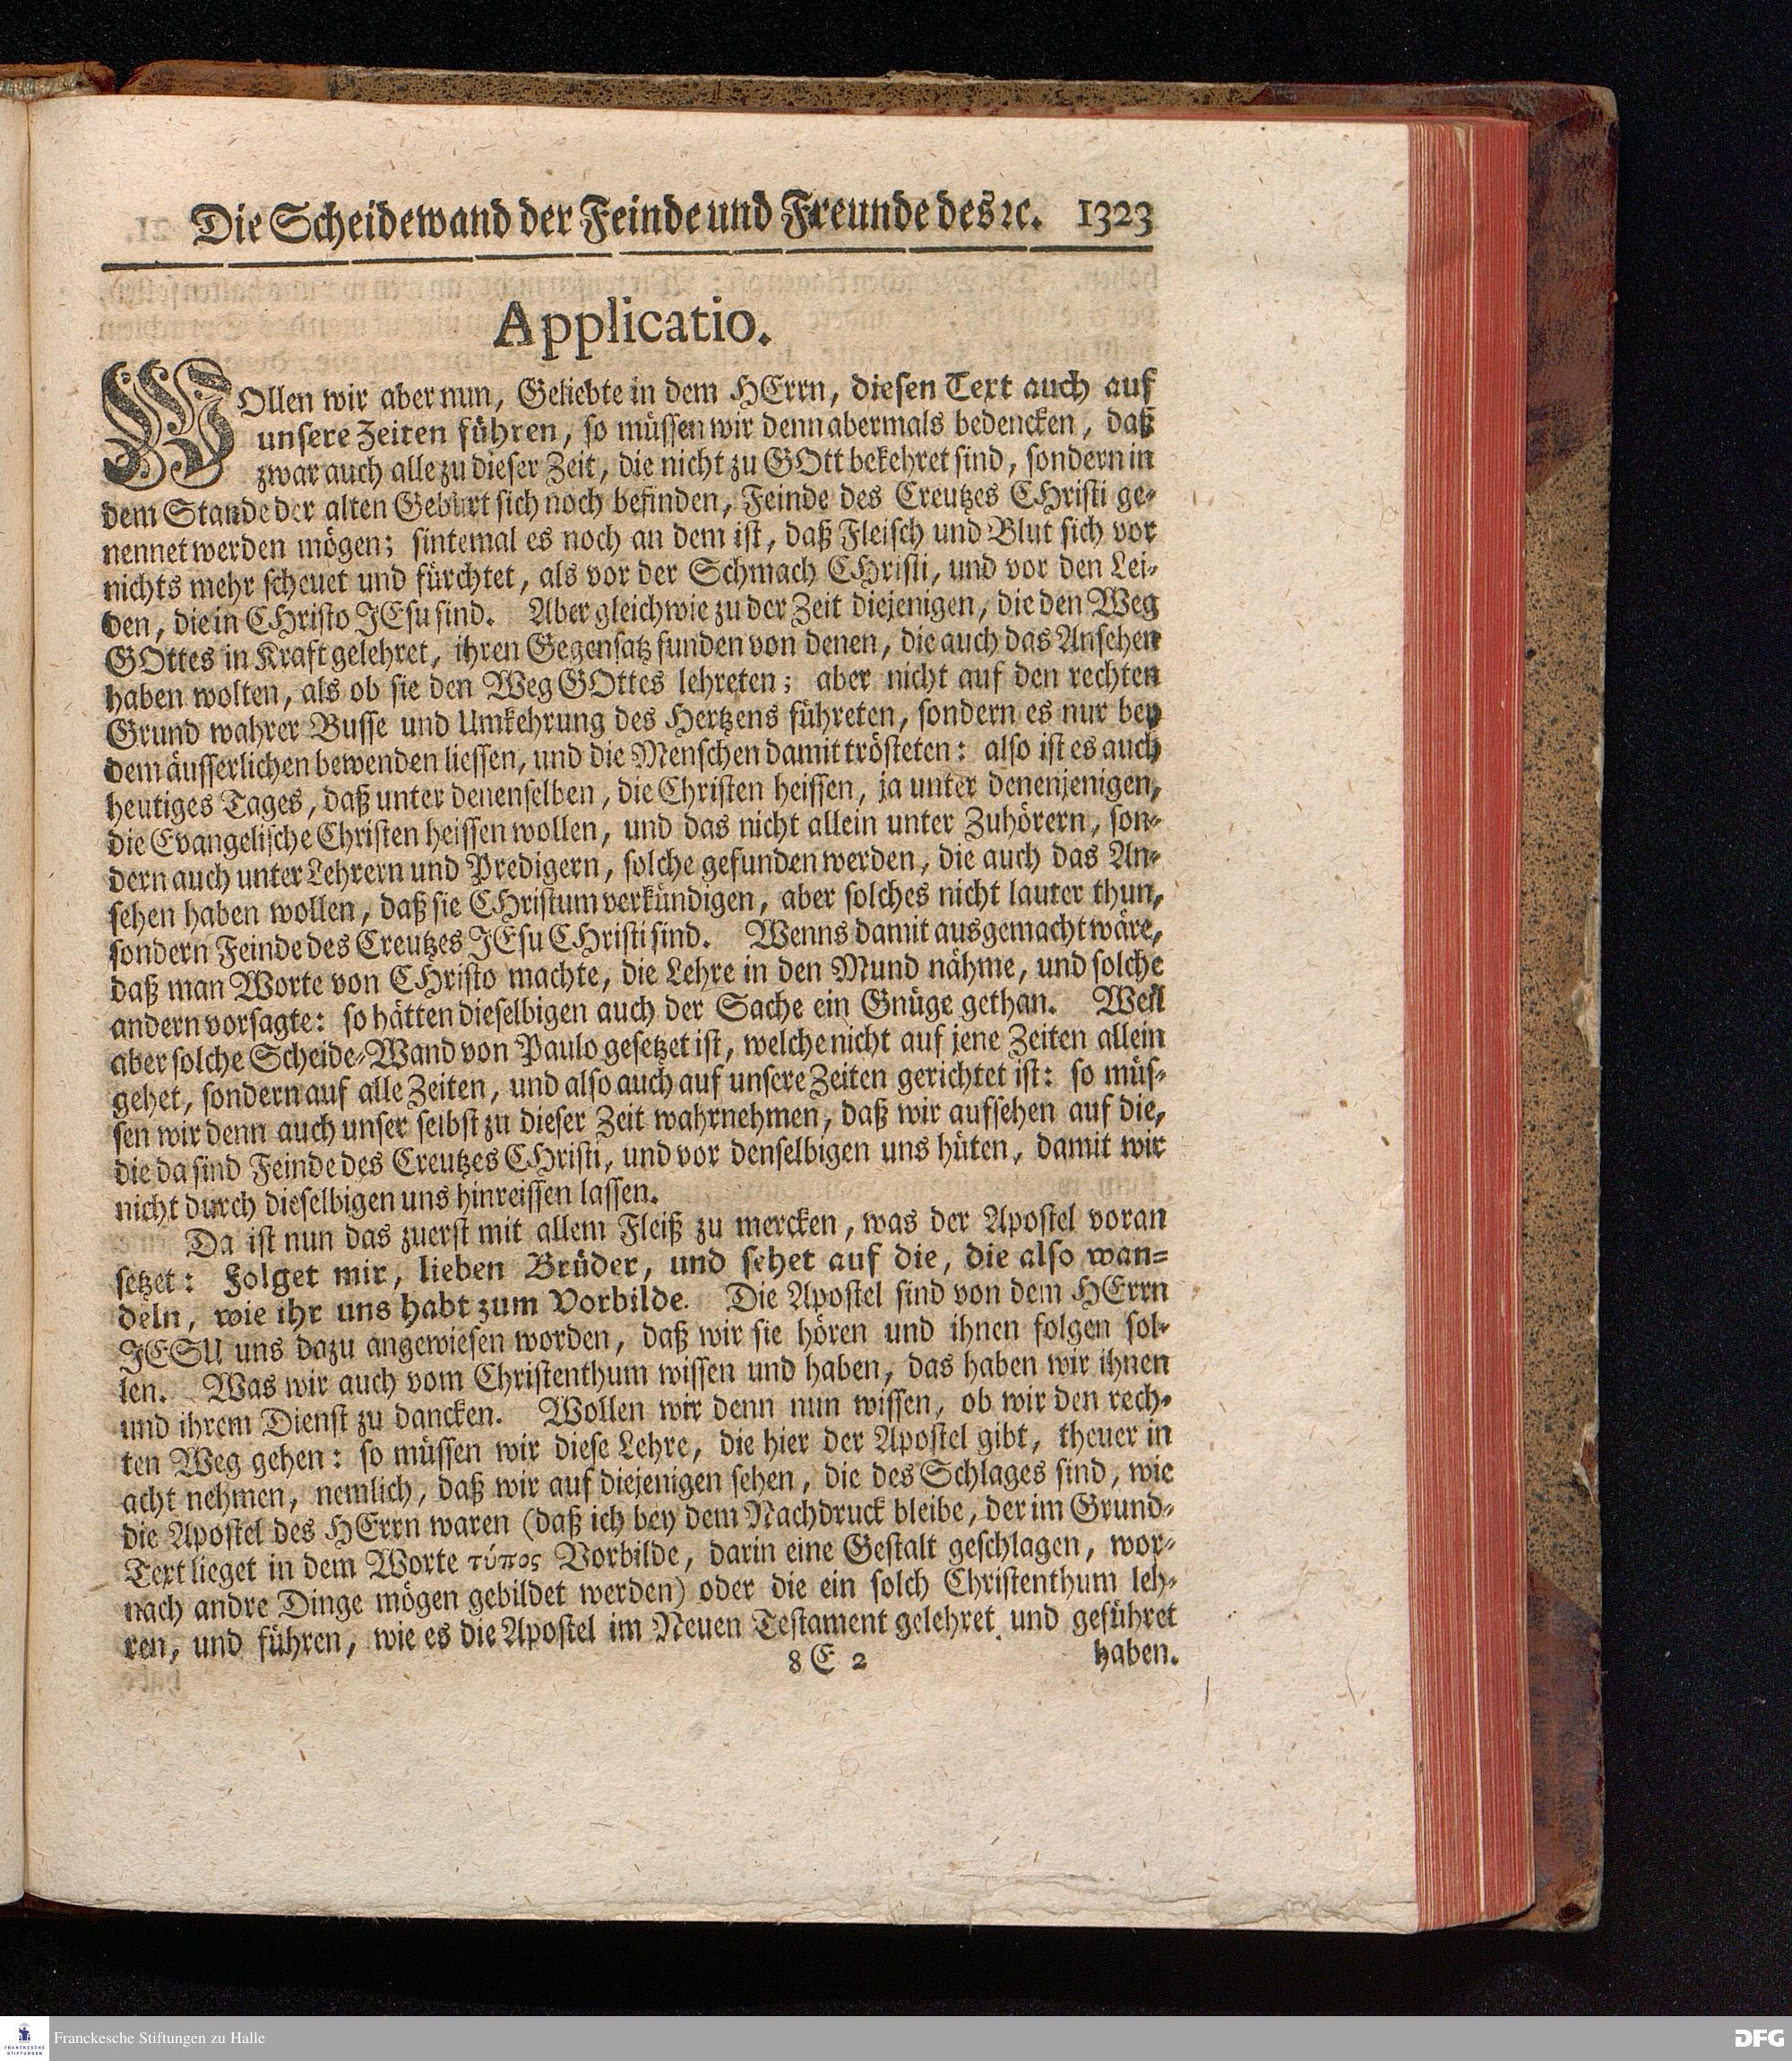 Die Scheidewand der Feinde und Freunde des ꝛc. 1323
Applicatio.
WOllen wir aber nun, Geliebte in dem HErrn, diesen Text auch auf
unsere Zeiten führen, so müssen wir denn abermals bedencken, daß
zwar auch alle zu dieser Zeit, die nicht zu GOtt bekehret sind, sondern in
dem Stande der alten Geburt sich noch befinden, Feinde des Creutzes CHristi ge-
nennet werden mögen; sintemal es noch an dem ist, daß Fleisch und Blut sich vor
nichts mehr scheuet und fürchtet, als vor der Schmach CHristi, und vor den Lei-
den, die in CHristo JEsu sind. Aber gleichwie zu der Zeit diejenigen, die den Weg
GOttes in Kraft gelehret, ihren Gegensatz funden von denen, die auch das Ansehen
haben wolten, als ob sie den Weg GOttes lehreten; aber nicht auf den rechten
Grund wahrer Busse und Umkehrung des Hertzens führeten, sondern es nur bey
dem äusserlichen bewenden liessen, und die Menschen damit trösteten: also ist es auch
heutiges Tages, daß unter denenselben, die Christen heissen, ja unter denenjenigen,
die Evangelische Christen heissen wollen, und das nicht allein unter Zuhörern, son-
dern auch unter Lehrern und Predigern, solche gefunden werden, die auch das An-
sehen haben wollen, daß sie CHristum verkündigen, aber solches nicht lauter thun,
sondern Feinde des Creutzes JEsu CHristi sind. Wenns damit ausgemacht wäre,
daß man Worte von CHristo machte, die Lehre in den Mund nähme, und solche
andern vorsagte: so hätten dieselbigen auch der Sache ein Gnüge gethan. Weil
aber solche Scheide-Wand von Paulo gesetzet ist, welche nicht auf jene Zeiten allein
gehet, sondern auf alle Zeiten, und also auch auf unsere Zeiten gerichtet ist: so müs-
sen wir denn auch unser selbst zu dieser Zeit wahrnehmen, daß wir aufsehen auf die,
die da sind Feinde des Creutzes CHristi, und vor denselbigen uns hüten, damit wir
nicht durch dieselbigen uns hinreissen lassen.
Da ist nun das zuerst mit allem Fleiß zu mercken, was der Apostel voran
setzet: Folget mir, lieben Brüder, und sehet auf die, die also wan-
deln, wie ihr uns habt zum Vorbilde. Die Apostel sind von dem HErrn
JESU uns dazu angewiesen worden, daß wir sie hören und ihnen folgen sol-
len. Was wir auch vom Christenthum wissen und haben, das haben wir ihnen
und ihrem Dienst zu dancken. Wollen wir denn nun wissen, ob wir den rech-
ten Weg gehen: so müssen wir diese Lehre, die hier der Apostel gibt, theuer in
acht nehmen, nemlich, daß wir auf diejenigen sehen, die des Schlages sind, wie
die Apostel des HErrn waren (daß ich bey dem Nachdruck bleibe, der im Grund-
Text lieget in dem Worte τύπος Vorbilde, darin eine Gestalt geschlagen, wor-
nach andre Dinge mögen gebildet werden) oder die ein solch Christenthum leh-
ren, und führen, wie es die Apostel im Neuen Testament gelehret und geführet
8 E 2 haben.
Franckesche Stiftungen zu Halle
FRANCKESCHE STIFTUNGEN
DFG